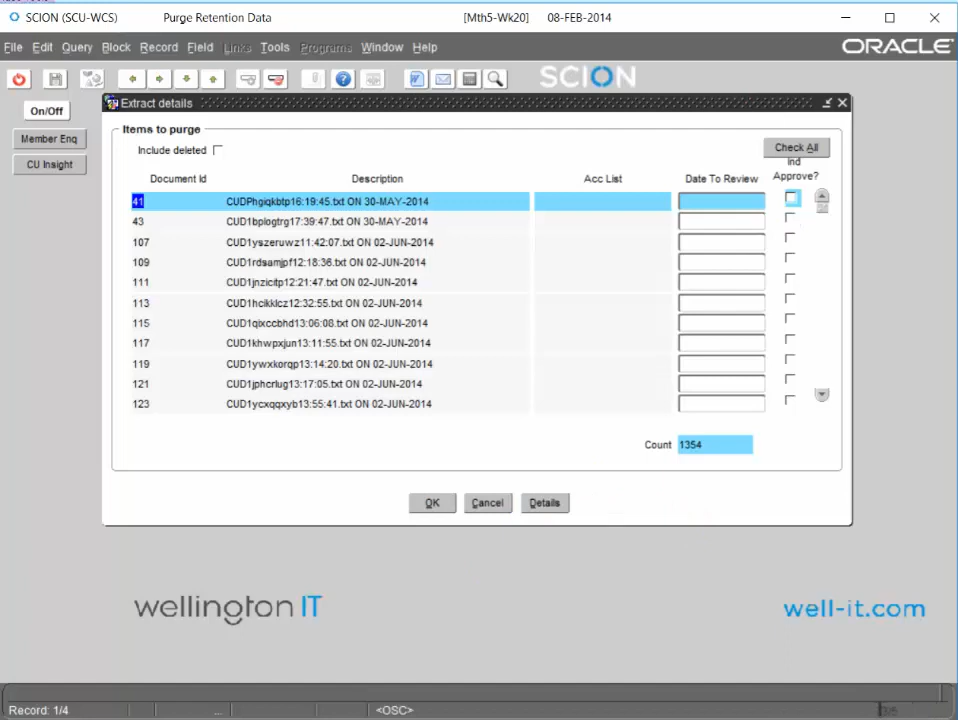 SCION (SCU-WCS) Purge Retention Data [Mth5-Wk20] 08-FEB-2014
File Edit Query Block Record Field Links Tools Programs Window Help
ORACLE
SCION
On/Off
Member Enq
CU Insight
Extract details
Items to purge
Include deleted
Check All
Document Id Description Acc List Date To Review Ind Approve?
41 CUDPhgiqkbtp16:19:45.txt ON 30-MAY-2014
43 CUD1bplogtrg17:39:47.txt ON 30-MAY-2014
107 CUD1yszeruwz11:42:07.txt ON 02-JUN-2014
109 CUD1rdsamjpf12:18:36.txt ON 02-JUN-2014
111 CUD1jnzicitp12:21:47.txt ON 02-JUN-2014
113 CUD1hcikklcz12:32:55.txt ON 02-JUN-2014
115 CUD1qixccbhd13:06:08.txt ON 02-JUN-2014
117 CUD1khwpxjun13:11:55.txt ON 02-JUN-2014
119 CUD1ywxkorqp13:14:20.txt ON 02-JUN-2014
121 CUD1jphcrlug13:17:05.txt ON 02-JUN-2014
123 CUD1ycxqqxyb13:55:41.txt ON 02-JUN-2014
Count 1354
OK Cancel Details
wellington IT
well-it.com
Record: 1/4 ... <OSC>